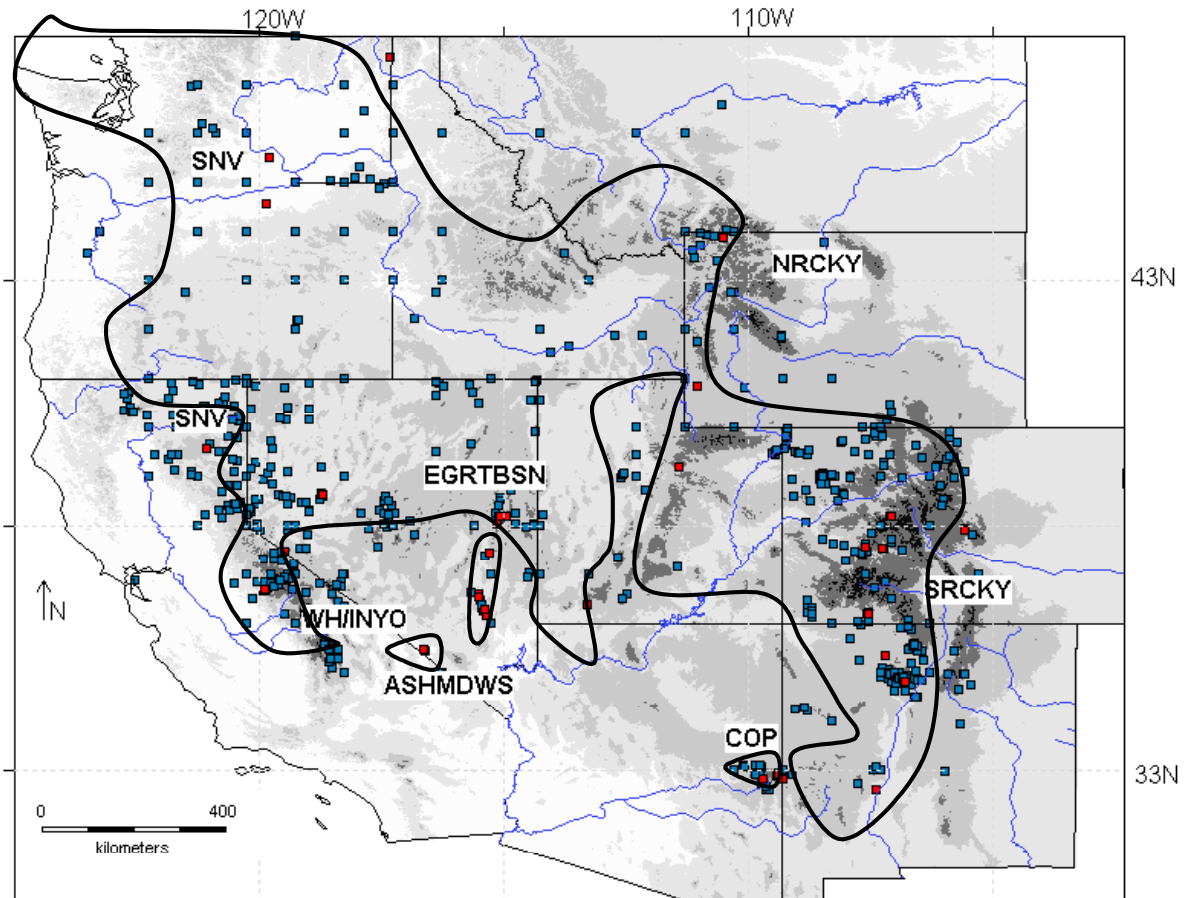 120W 110W
SNV
NRCKY
43N
SNV
EGRTBSN
SRCKY
N
WH/INYO
ASHMDWS
COP
33N
0 400
kilometers